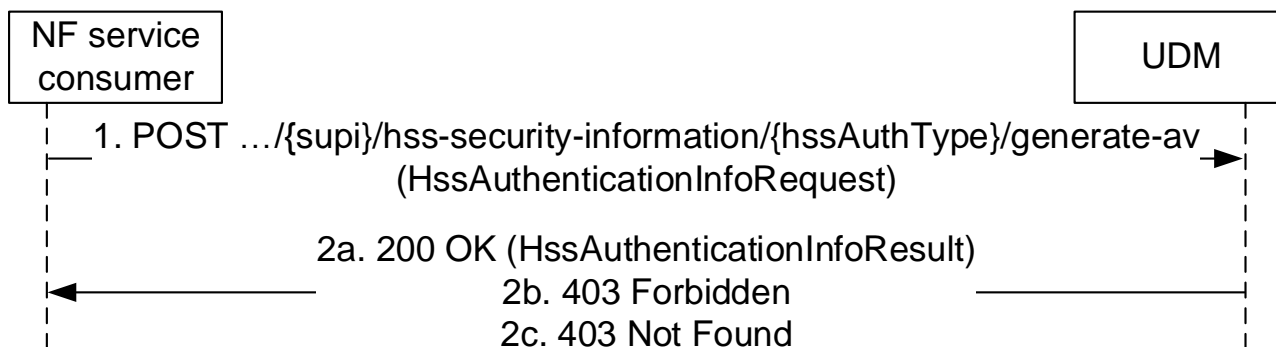 NF service
consumer
UDM
1. POST …/{supi}/hss-security-information/{hssAuthType}/generate-av
(HssAuthenticationInfoRequest)
2a. 200 OK (HssAuthenticationInfoResult)
2b. 403 Forbidden
2c. 403 Not Found